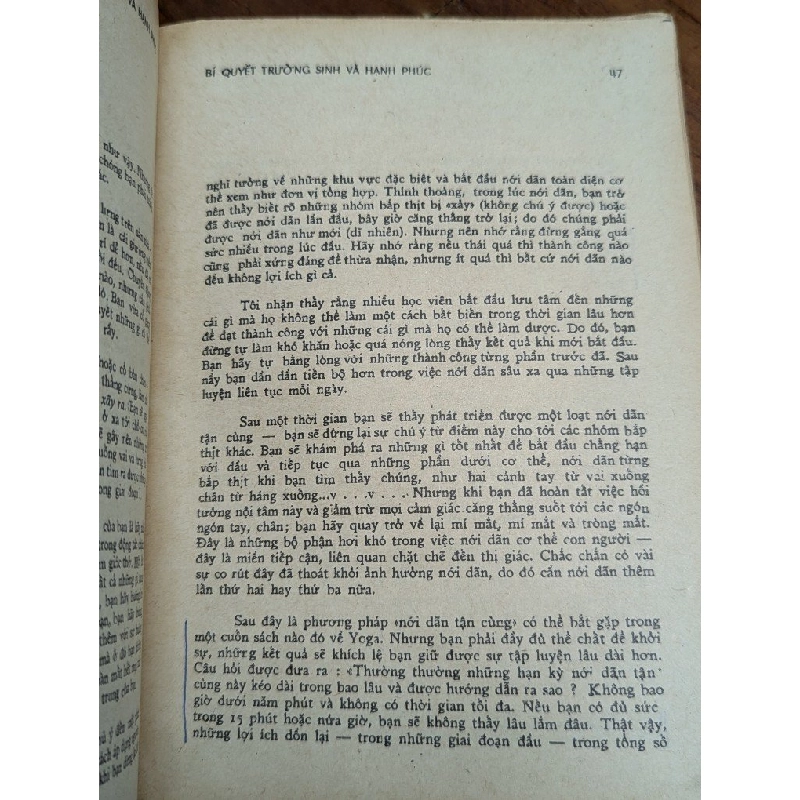 BÍ QUYẾT TRƯỜNG SINH VÀ HẠNH PHÚC 47
nghĩ tưởng về những khu vực đặc biệt và bắt đầu nới dãn toàn diện cơ
thể xem như đơn vị tổng hợp. Thỉnh thoảng, trong lúc nới dãn, bạn trở
nên thấy biết rõ những nhóm bắp thịt bị «xảy» (không chú ý được) hoặc
đã được nới dãn lần đầu, bây giờ căng thẳng trở lại; do đó chúng phải
được nới dãn như mới (dĩ nhiên). Nhưng nên nhớ rằng đừng gắng quá
sức nhiều trong lúc đầu. Hãy nhớ rằng nếu thái quá thì thành công nào
cũng phải xứng đáng để thừa nhận, nhưng ít quá thì bất cứ nới dãn nào
đều không lợi ích gì cả.
Tôi nhận thấy rằng nhiều học viên bắt đầu lưu tâm đến những
cái gì mà họ không thể làm một cách bất biến trong thời gian lâu hơn
để đạt thành công với những cái gì mà họ có thể làm được. Do đó, bạn
đừng tự làm khó khăn hoặc quá nóng lòng thấy kết quả khi mới bắt đầu.
Bạn hãy tự hằng lòng với những thành công từng phần trước đã. Sau
nầy bạn dần dần tiến bộ hơn trong việc nới dãn sâu xa qua những tập
luyện liên tục mỗi ngày.
Sau một thời gian bạn sẽ thấy phát triển được một loạt nới dãn
tận cùng — bạn sẽ dừng lại sự chú ý từ điểm này cho tới các nhóm bắp
thịt khác. Bạn sẽ khám phá ra những gì tốt nhất để bắt đầu chẳng hạn
với đầu và tiếp tục qua những phần dưới cơ thể, nới dãn từng
bắp thịt khi bạn tìm thấy chúng, như hai cánh tay từ vai xuống
chân từ háng xuống...v . . .v . . . . Nhưng khi bạn đã hoàn tất việc hồi
tưởng nội tâm này và giảm trừ mọi cảm giác căng thẳng suốt tới các ngón
ngón tay, chân; bạn hãy quay trở về lại mí mắt, mí mắt và tròng mắt.
Đây là những bộ phận hơi khó trong việc nới dãn cơ thể con người —
đây là miền tiếp cận, liên quan chặt chẽ đến thị giác. Chắc chắn có vài
sự co rút đây đã thoát khỏi ảnh hưởng nới dãn, do đó cần nới dãn thêm
lần thứ hai hay thứ ba nữa.
Sau đây là phương pháp «nới dãn tận cùng» có thể bắt gặp trong
một cuốn sách nào đó về Yoga. Nhưng bạn phải đầy đủ thể chất để khởi
sự, những kết quả sẽ khích lệ bạn giữ được sự tập luyện lâu dài hơn.
Câu hỏi được đưa ra : «Thường thường những hạn kỳ nới dãn tận
cùng này kéo dài trong bao lâu và được hướng dẫn ra sao ? Không bao
giờ dưới năm phút và không có thời gian tối đa. Nếu bạn có đủ sức
trong 15 phút hoặc nửa giờ, bạn sẽ không thấy lâu lắm đâu. Thật vậy,
những lợi ích dồn lại — trong những giai đoạn đầu — trong tổng số